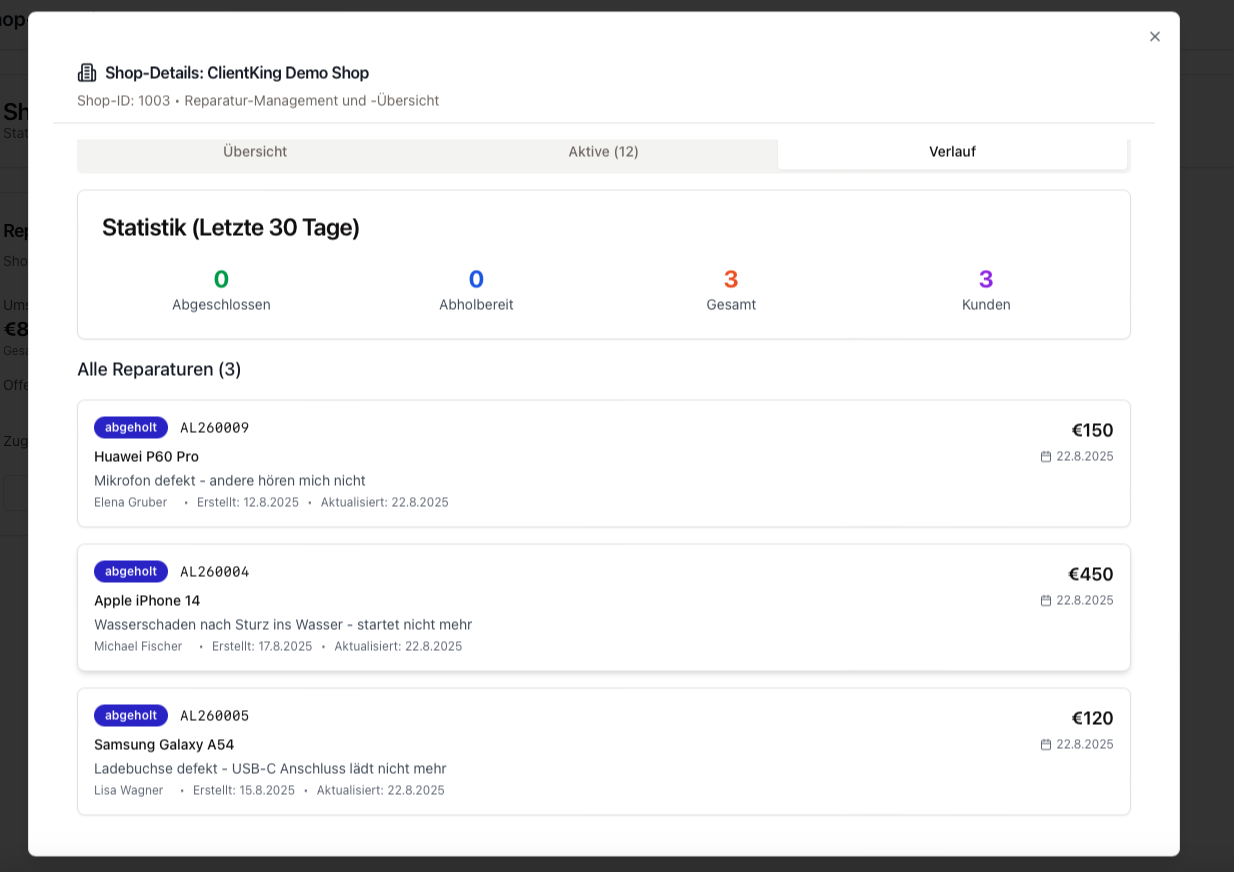 Shop-Details: ClientKing Demo Shop
Shop-ID: 1003 • Reparatur-Management und -Übersicht
Übersicht
Aktive (12)
Verlauf
Statistik (Letzte 30 Tage)
0
Abgeschlossen
0
Abholbereit
3
Gesamt
3
Kunden
Alle Reparaturen (3)
abgeholt AL260009
€150
Huawei P60 Pro
22.8.2025
Mikrofon defekt - andere hören mich nicht
Elena Gruber • Erstellt: 12.8.2025 • Aktualisiert: 22.8.2025
abgeholt AL260004
€450
Apple iPhone 14
22.8.2025
Wasserschaden nach Sturz ins Wasser - startet nicht mehr
Michael Fischer • Erstellt: 17.8.2025 • Aktualisiert: 22.8.2025
abgeholt AL260005
€120
Samsung Galaxy A54
22.8.2025
Ladebuchse defekt - USB-C Anschluss lädt nicht mehr
Lisa Wagner • Erstellt: 15.8.2025 • Aktualisiert: 22.8.2025